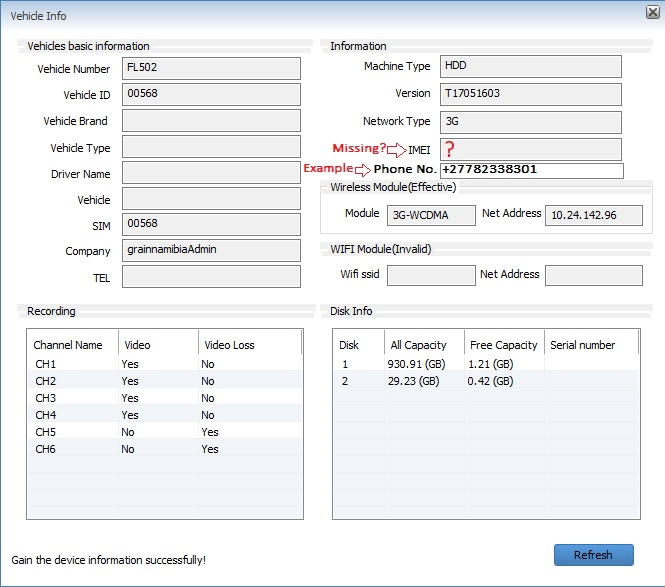 Vehicle Info
Vehicles basic information
Vehicle Number FL502
Vehicle ID 00568
Vehicle Brand
Vehicle Type
Driver Name
Vehicle
SIM 00568
Company grainnamibiaAdmin
TEL
Information
Machine Type HDD
Version T17051603
Network Type 3G
Missing? IMEI ?
Example Phone No. +27782338301
Wireless Module(Effective)
Module 3G-WCDMA Net Address 10.24.142.96
WIFI Module(Invalid)
Wifi ssid Net Address
Recording
Channel Name Video Video Loss
CH1 Yes No
CH2 Yes No
CH3 Yes No
CH4 Yes No
CH5 No Yes
CH6 No Yes
Disk Info
Disk All Capacity Free Capacity Serial number
1 930.91 (GB) 1.21 (GB)
2 29.23 (GB) 0.42 (GB)
Gain the device information successfully!
Refresh